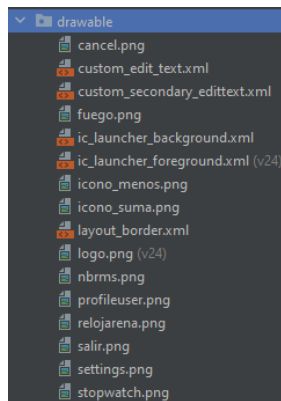 drawable
cancel.png
custom_edit_text.xml
custom_secondary_edittext.xml
fuego.png
ic_launcher_background.xml
ic_launcher_foreground.xml (v24)
icono_menos.png
icono_suma.png
layout_border.xml
logo.png (v24)
nbrms.png
profileuser.png
relojarena.png
salir.png
settings.png
stopwatch.png